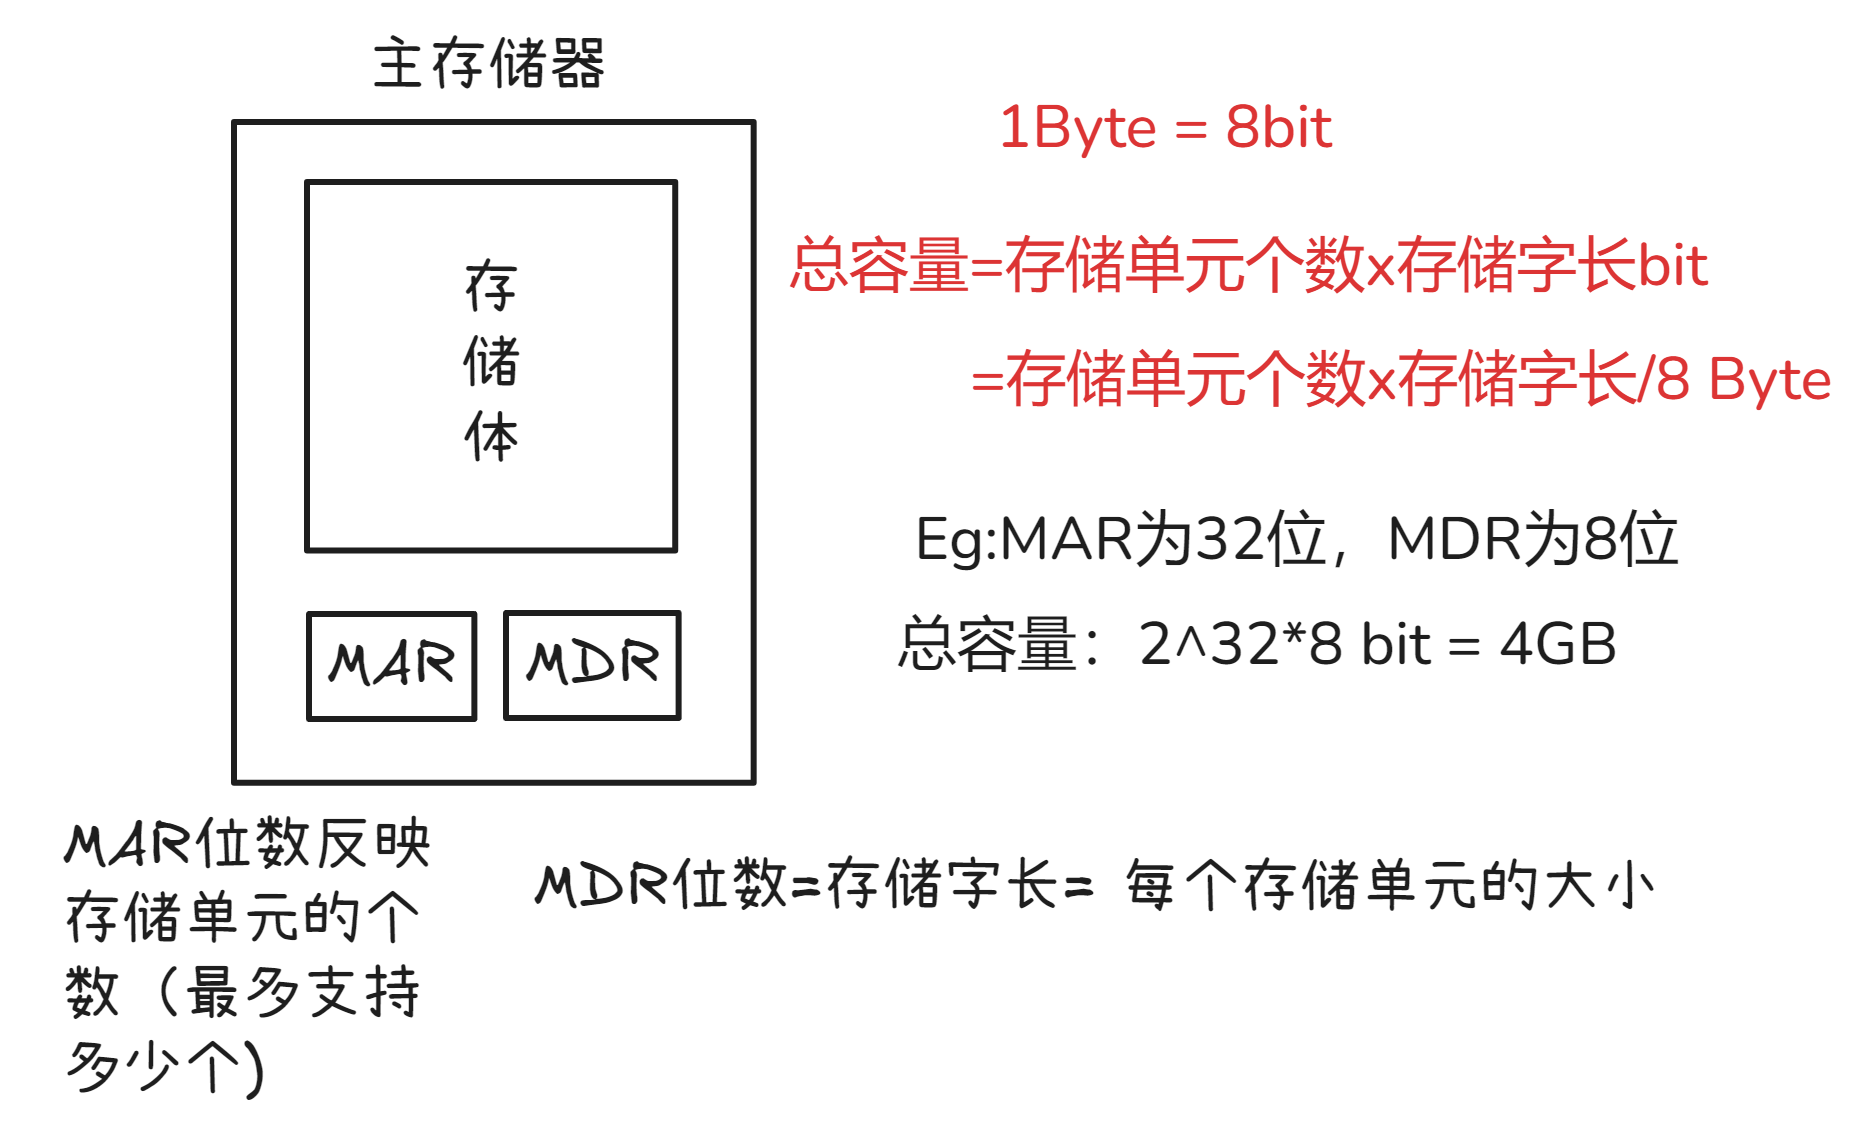 主存储器
存
储
体
MAR
MDR
1Byte = 8bit
总容量=存储单元个数x存储字长bit
=存储单元个数x存储字长/8 Byte
Eg:MAR为32位，MDR为8位
总容量：2^32*8 bit = 4GB
MAR位数反映
存储单元的个
数（最多支持
多少个)
MDR位数=存储字长= 每个存储单元的大小